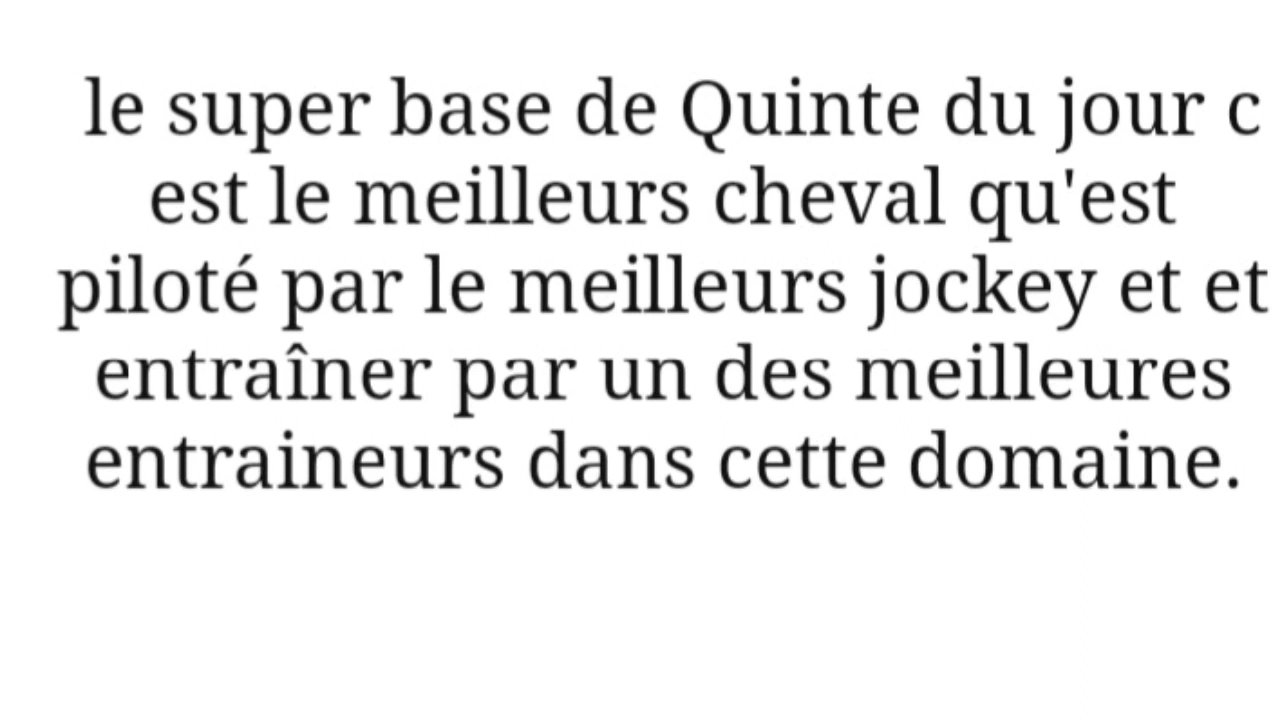 le super base de Quinte du jour c
est le meilleurs cheval qu'est
piloté par le meilleurs jockey et et
entraîner par un des meilleures
entraineurs dans cette domaine.